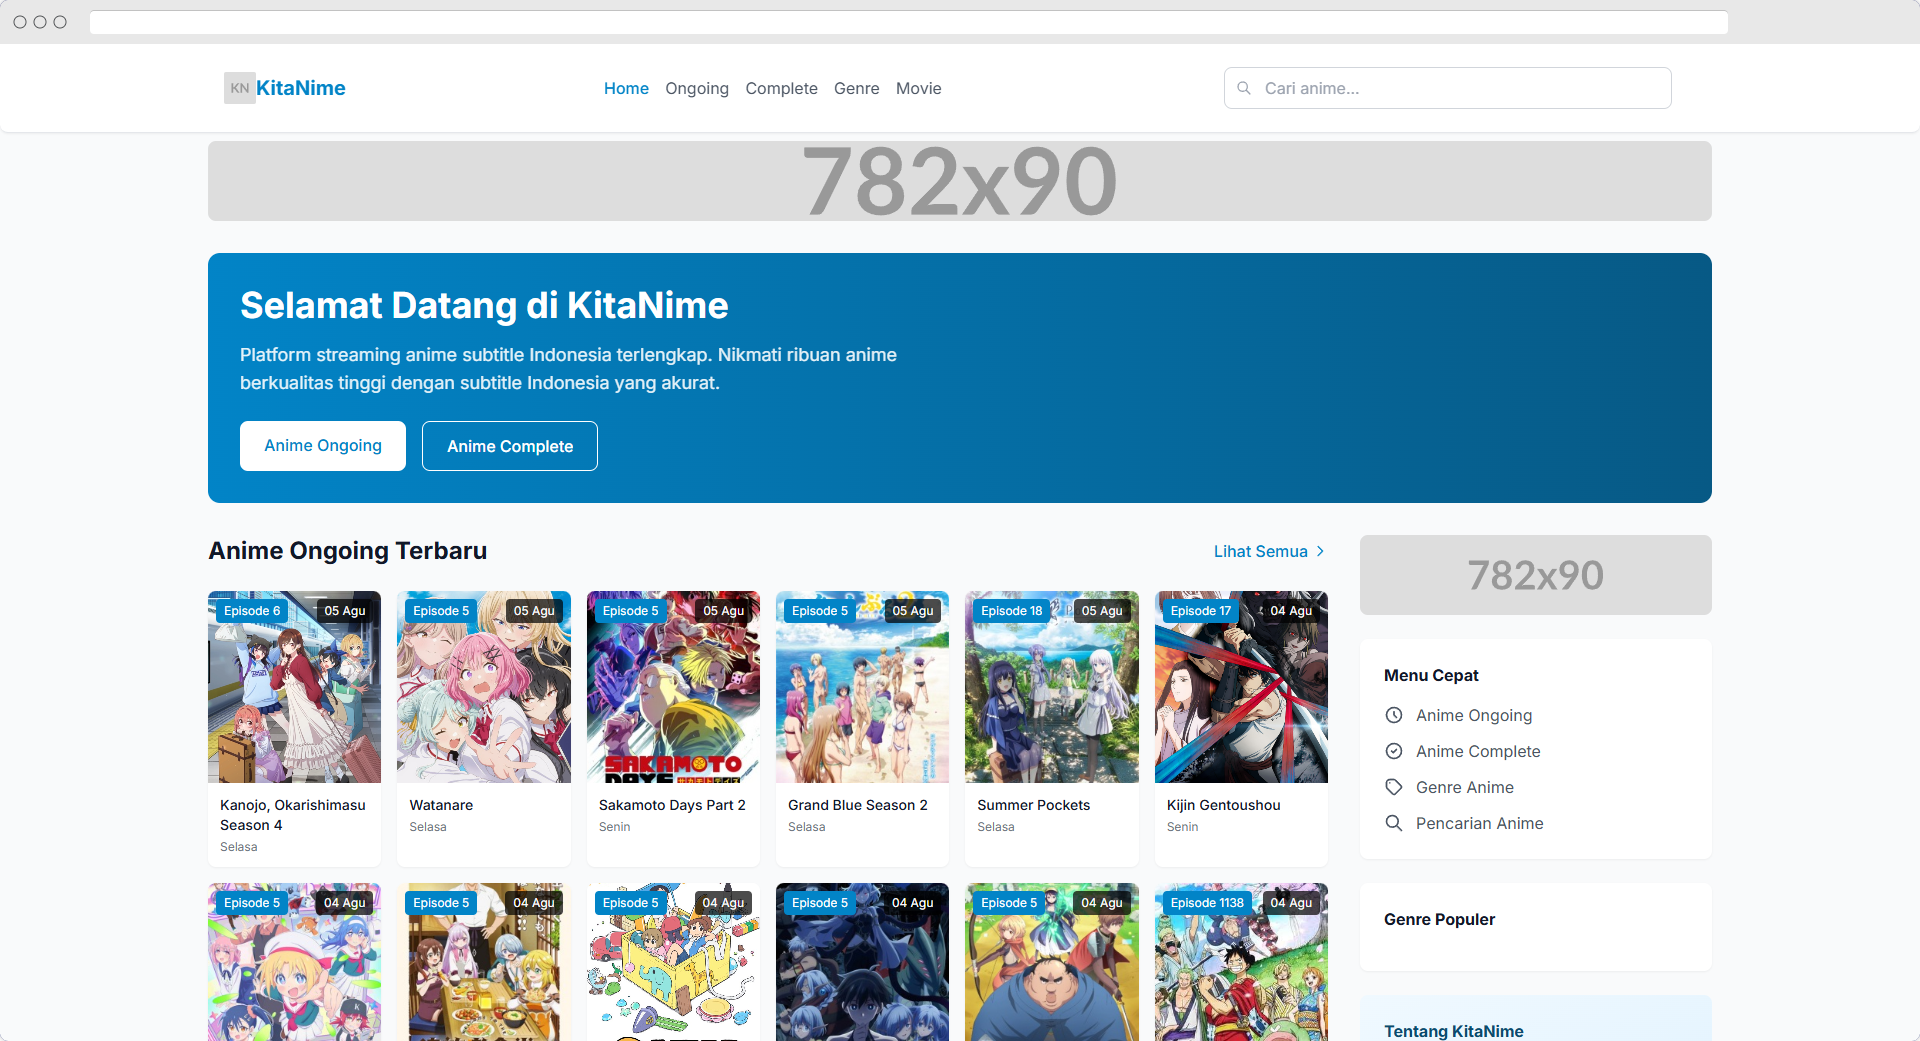 KN KitaNime
Home Ongoing Complete Genre Movie
Cari anime...
782x90
Selamat Datang di KitaNime
Platform streaming anime subtitle Indonesia terlengkap. Nikmati ribuan anime
berkualitas tinggi dengan subtitle Indonesia yang akurat.
Anime Ongoing
Anime Complete
Anime Ongoing Terbaru
Lihat Semua
Episode 6
05 Agu
Kanojo, Okarishimasu
Season 4
Selasa
Episode 5
05 Agu
Watanare
Selasa
Episode 5
05 Agu
SAKAMOTO
DAYS
Sakamoto Days Part 2
Senin
Episode 5
05 Agu
Grand Blue Season 2
Selasa
Episode 18
05 Agu
Summer Pockets
Selasa
Episode 17
04 Agu
Kijin Gentoushou
Senin
Episode 5
04 Agu
Episode 5
04 Agu
Episode 5
04 Agu
Episode 5
04 Agu
Episode 5
04 Agu
Episode 1138
04 Agu
782x90
Menu Cepat
Anime Ongoing
Anime Complete
Genre Anime
Pencarian Anime
Genre Populer
Tentang KitaNime